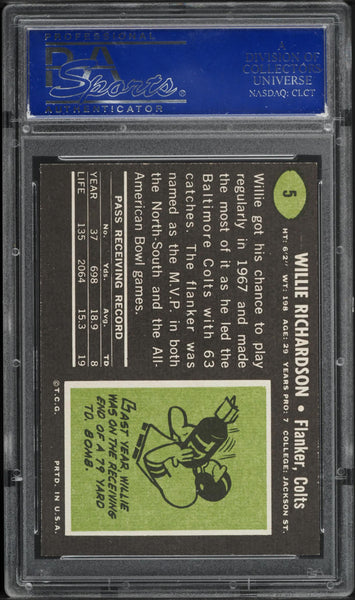 PROFESSIONAL
PSA
Sports
AUTHENTICATOR
A
DIVISION OF
COLLECTORS
UNIVERSE
NASDAQ: CLCT
5
WILLIE RICHARDSON • Flanker, Colts
HT: 6'2" WT: 198 AGE: 29 YEARS PRO: 7 COLLEGE: JACKSON ST.
Willie got his chance to play
regularly in 1967 and made
the most of it as he led the
Baltimore Colts with 63
catches. The flanker was
named as the M.V.P. in both
the North-South and the All-
American Bowl games.
PASS RECEIVING RECORD
No. Yds. Avg. TD
YEAR 37 698 18.9 8
LIFE 135 2064 15.3 19
LAST YEAR WILLIE
WAS ON THE RECEIVING
END OF A 79 YARD
TD BOMB.
© T.C.G. PRTD. IN U.S.A.